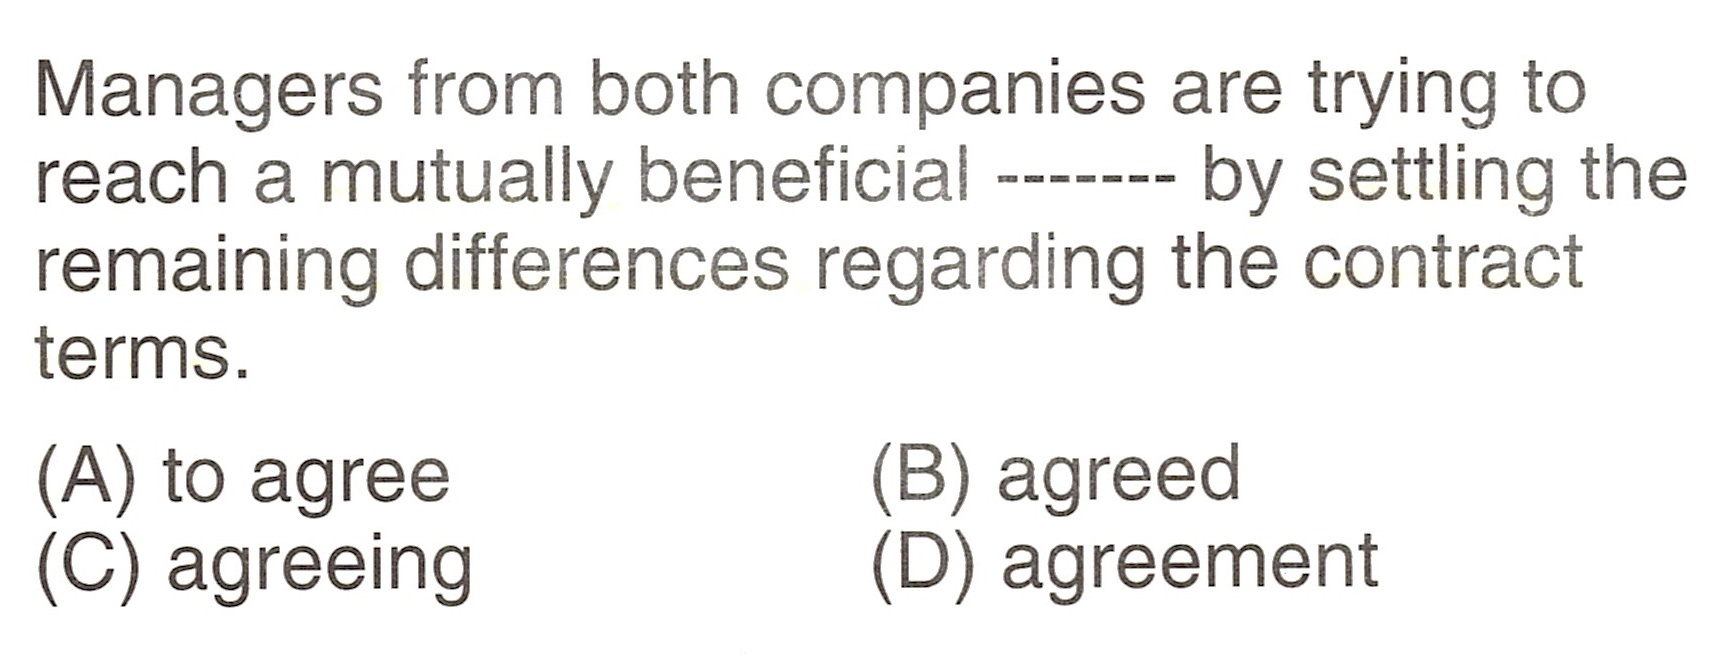 Managers from both companies are trying to
reach a mutually beneficial ------- by settling the
remaining differences regarding the contract
terms.
(A) to agree (B) agreed
(C) agreeing (D) agreement